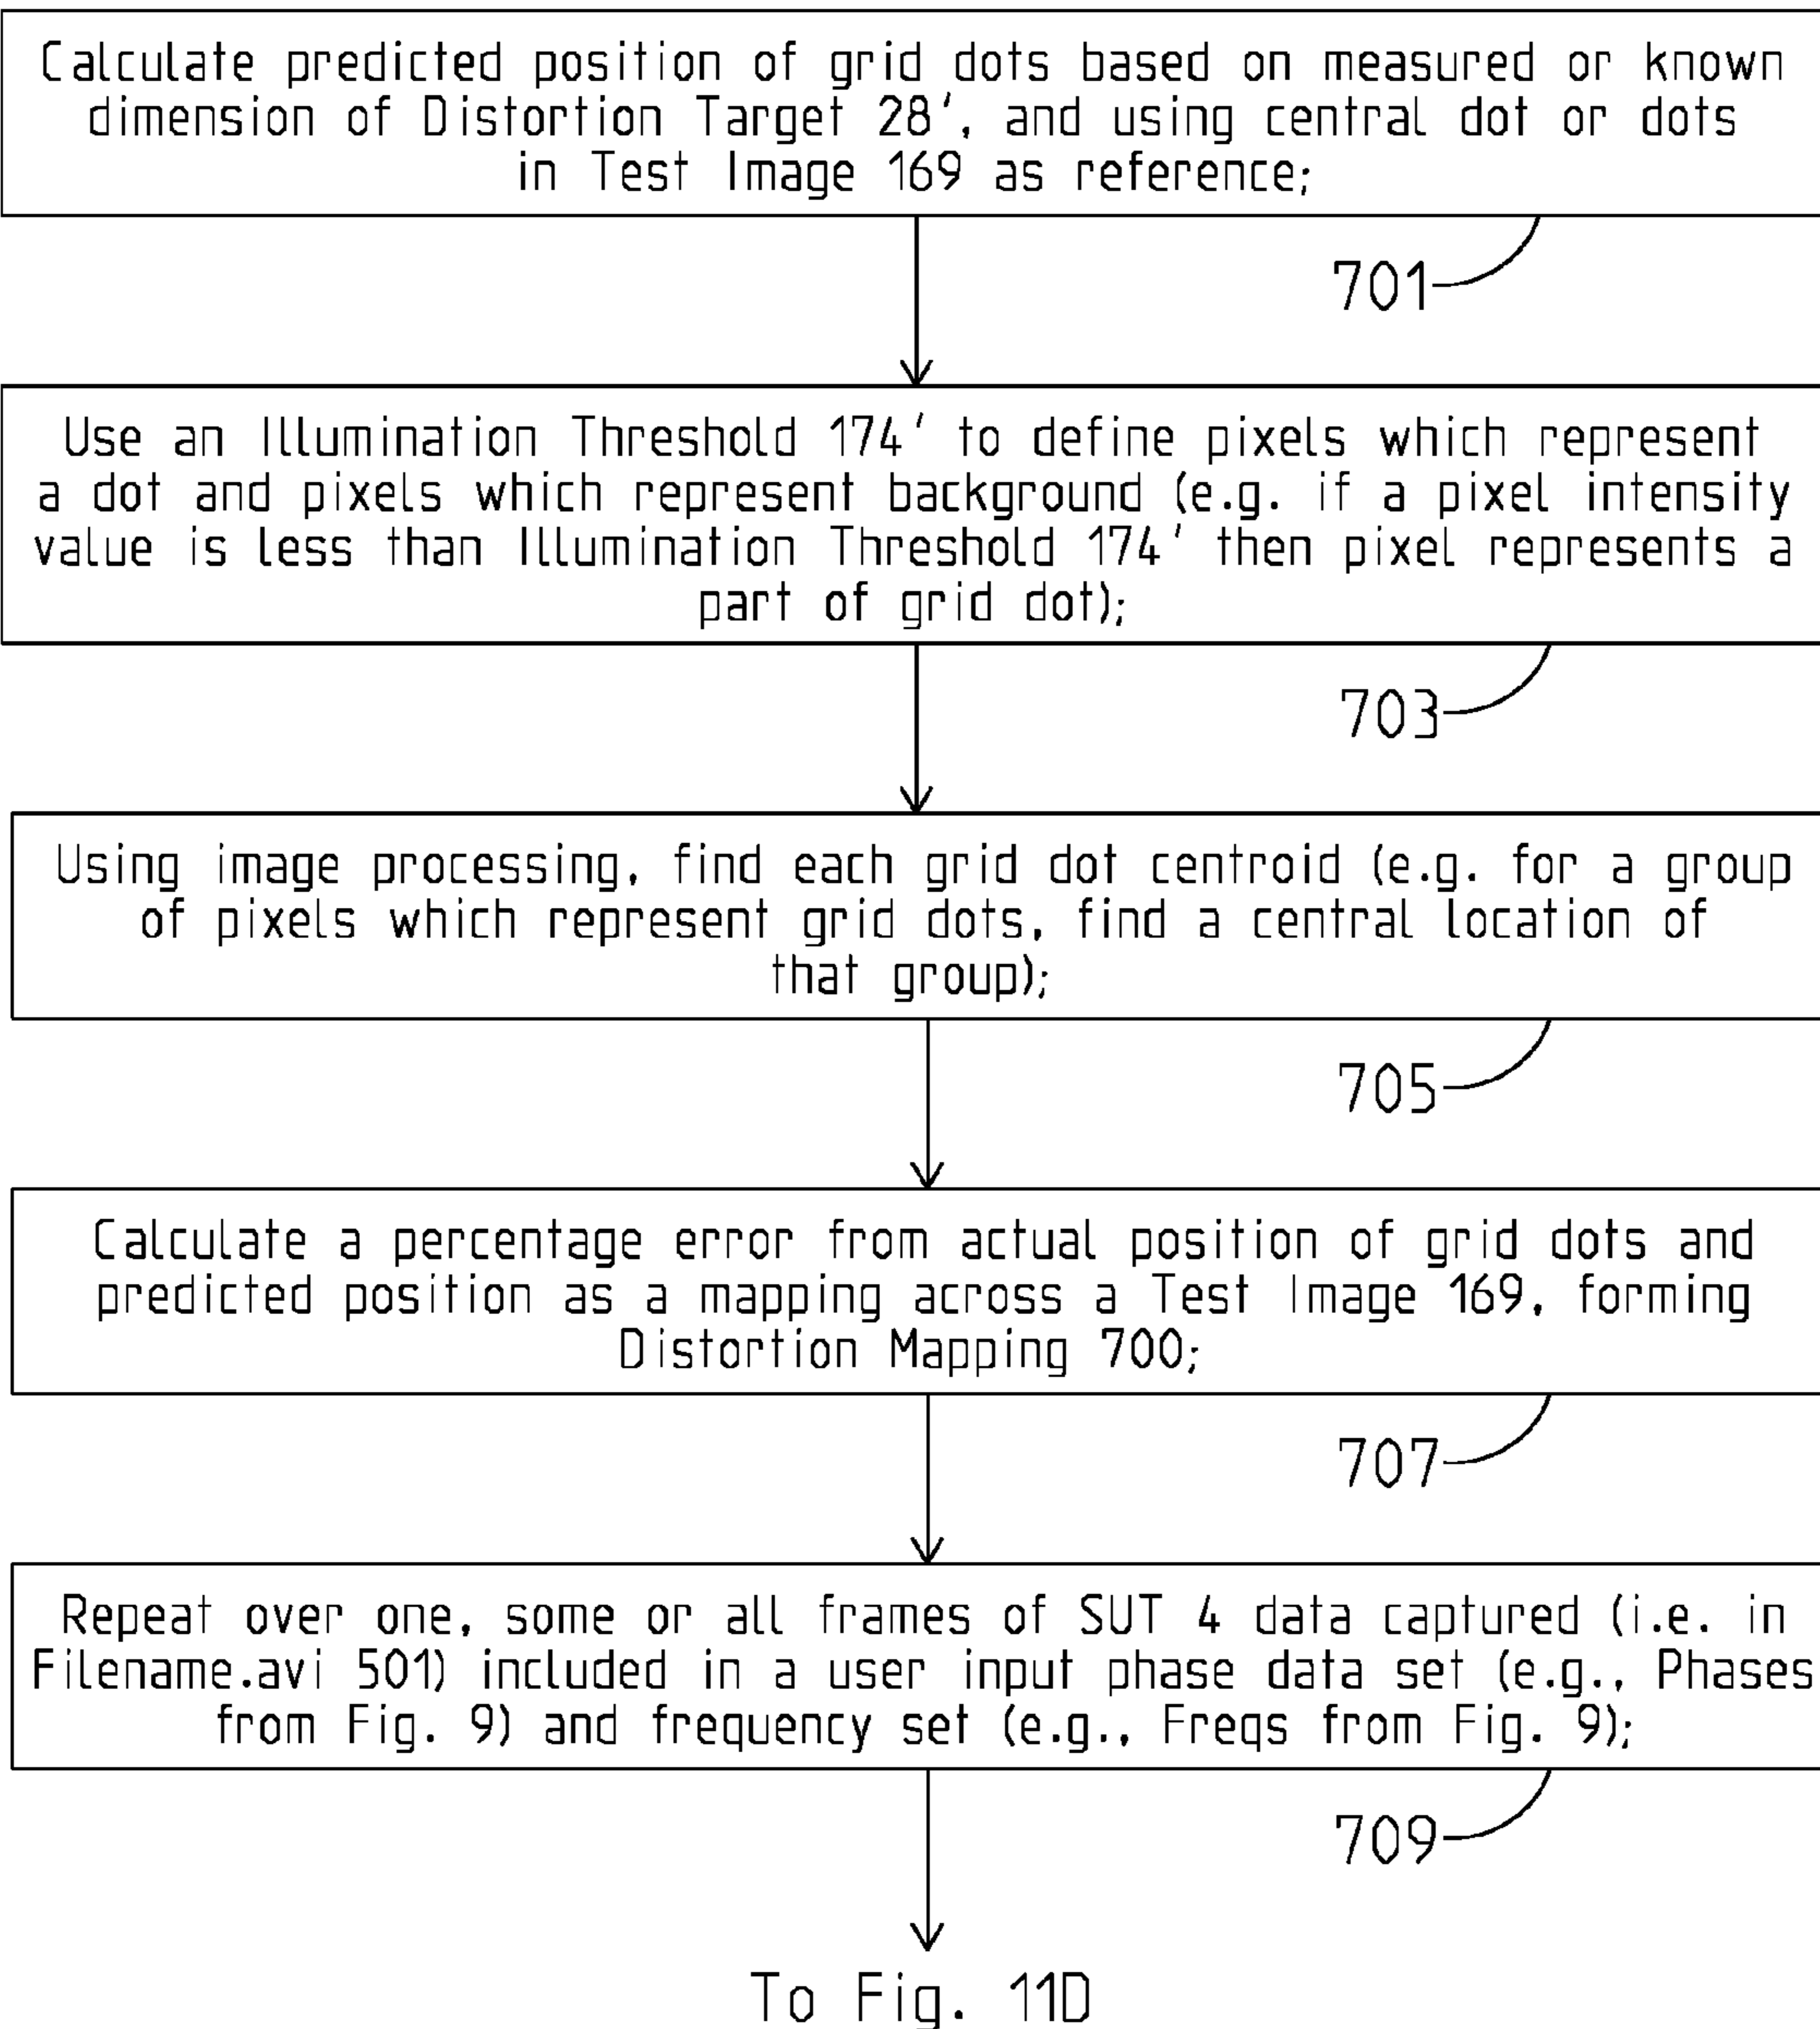 Calculate predicted position of grid dots based on measured or known
dimension of Distortion Target 28', and using central dot or dots
in Test Image 169 as reference;
701
Use an Illumination Threshold 174' to define pixels which represent
a dot and pixels which represent background (e.g. if a pixel intensity
value is less than Illumination Threshold 174' then pixel represents a
part of grid dot);
703
Using image processing, find each grid dot centroid (e.g. for a group
of pixels which represent grid dots, find a central location of
that group);
705
Calculate a percentage error from actual position of grid dots and
predicted position as a mapping across a Test Image 169, forming
Distortion Mapping 700;
707
Repeat over one, some or all frames of SUT 4 data captured (i.e. in
Filename.avi 501) included in a user input phase data set (e.g., Phases
from Fig. 9) and frequency set (e.g., Freqs from Fig. 9);
709
To Fig. 11D